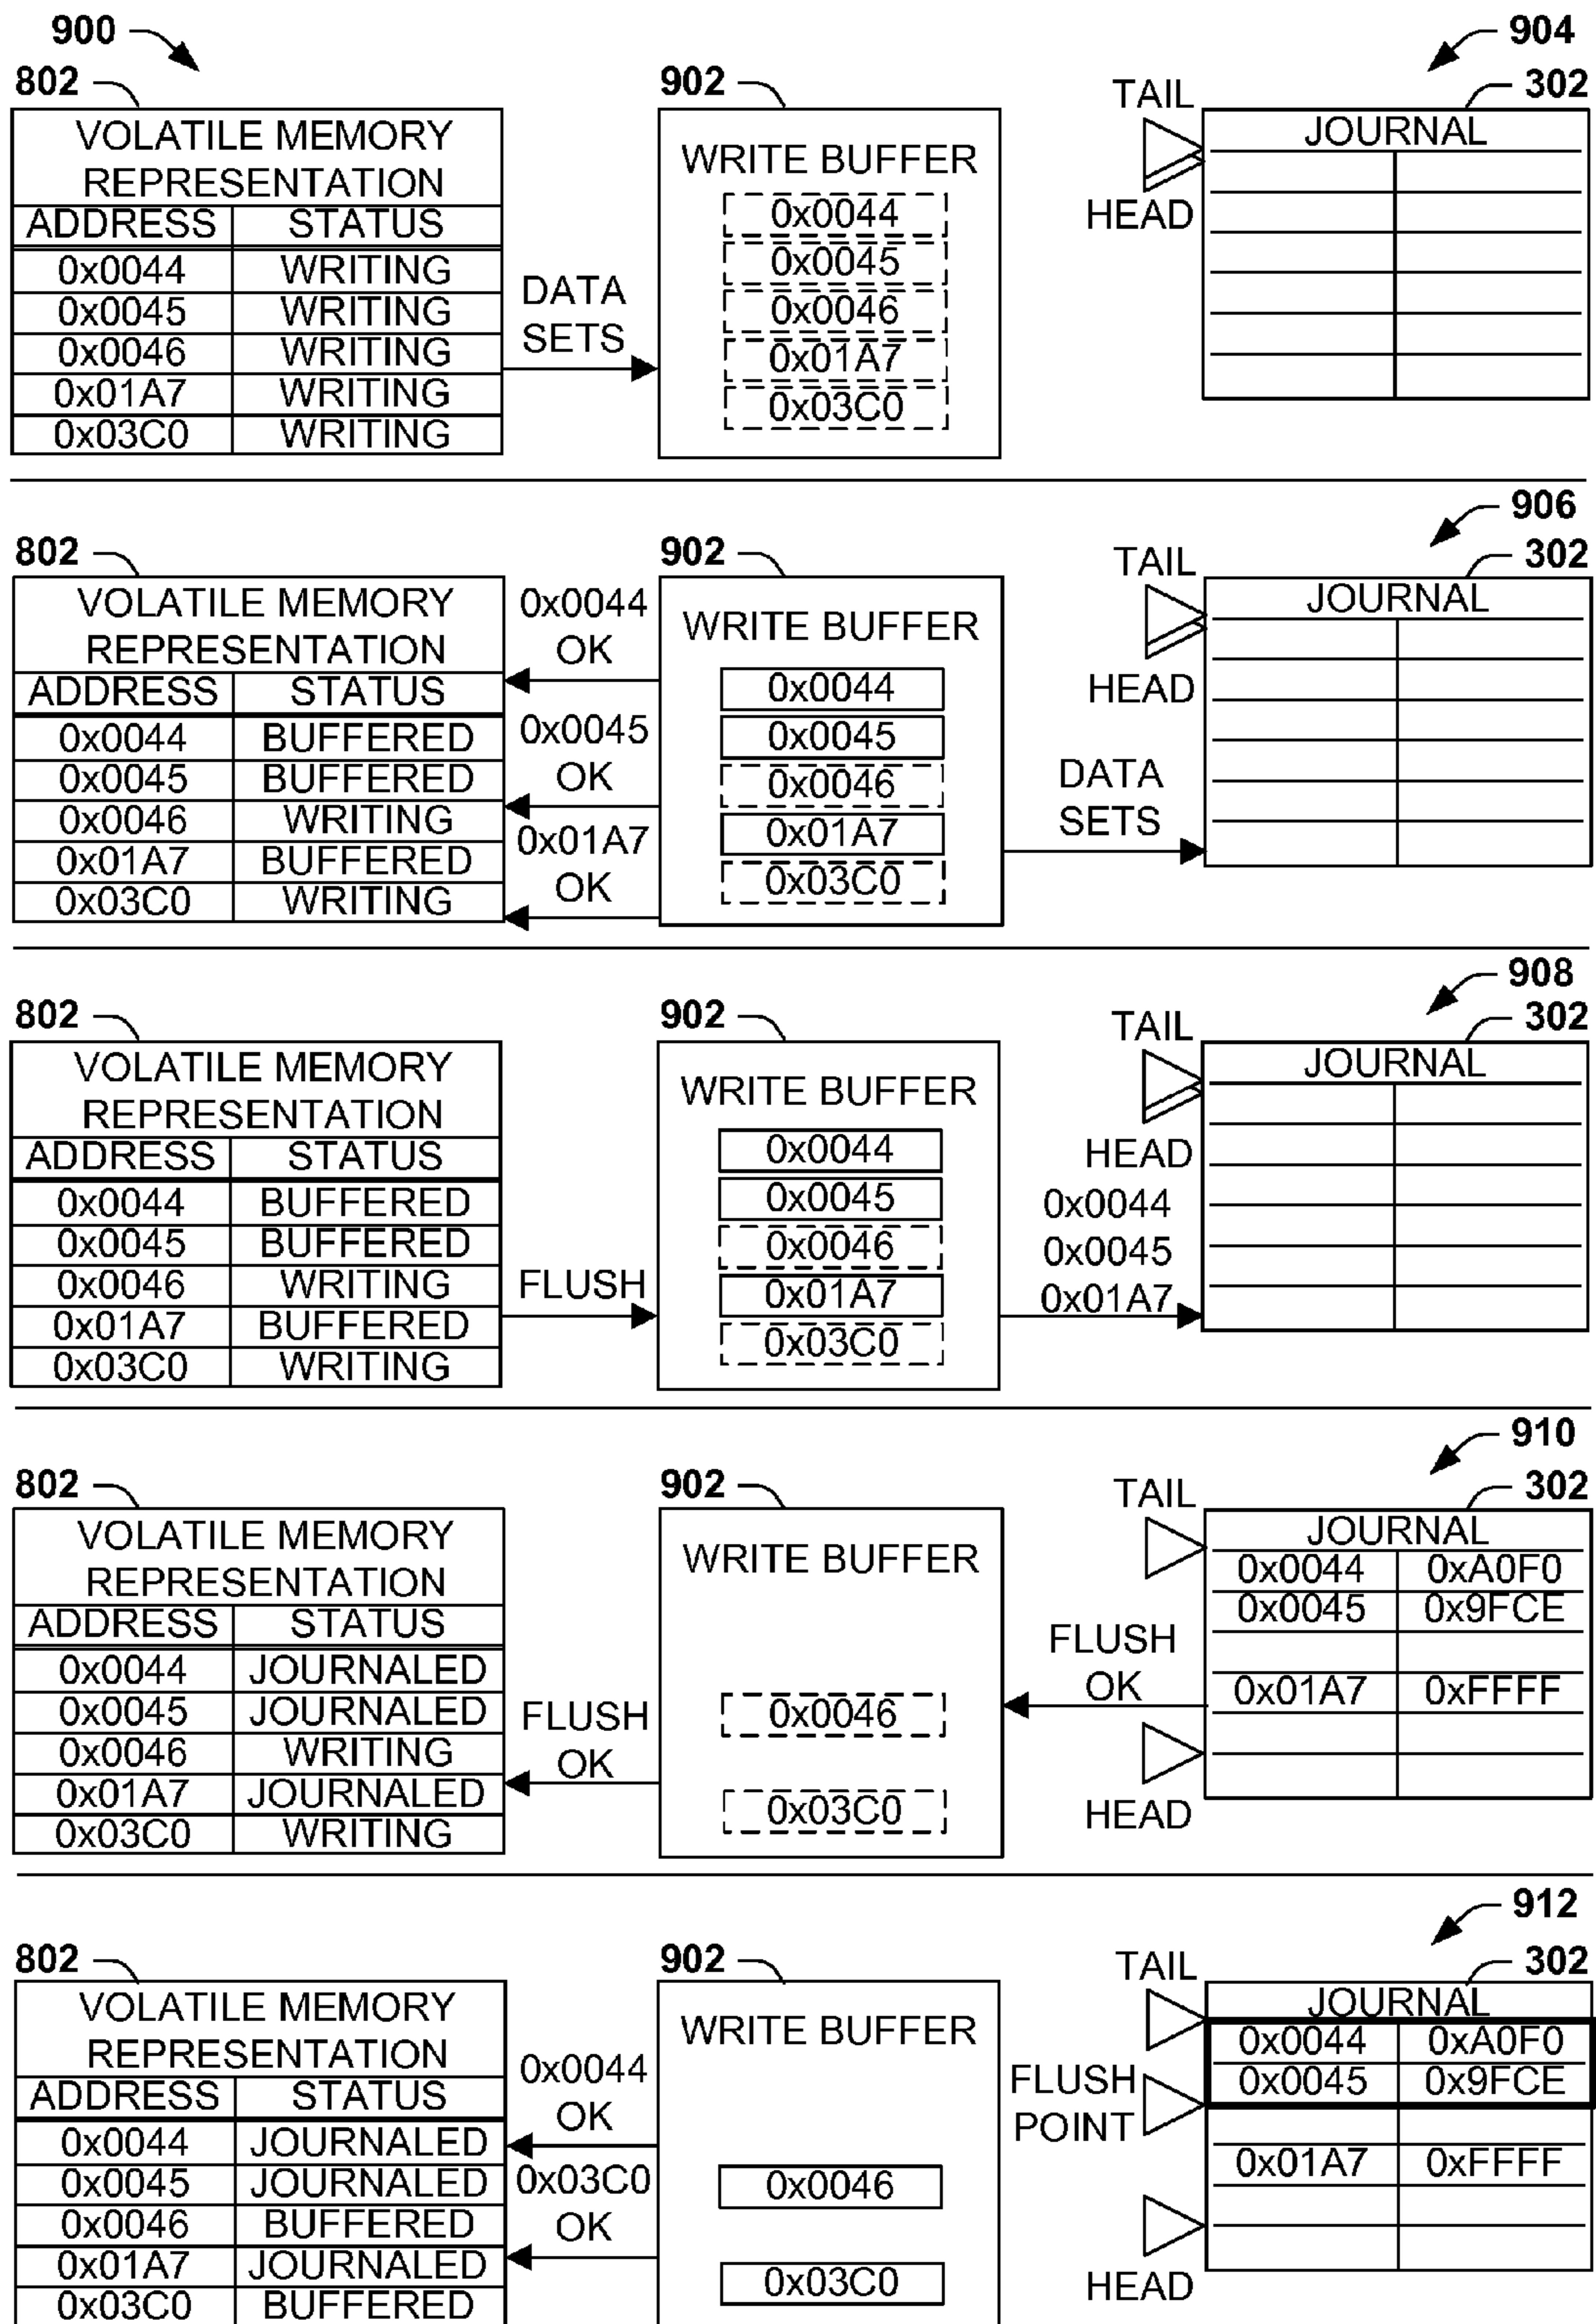 900
904
802
902
302
VOLATILE MEMORY
REPRESENTATION
ADDRESS STATUS
0x0044 WRITING
0x0045 WRITING
0x0046 WRITING
0x01A7 WRITING
0x03C0 WRITING
DATA
SETS
WRITE BUFFER
0x0044
0x0045
0x0046
0x01A7
0x03C0
TAIL
HEAD
JOURNAL
906
802
902
302
VOLATILE MEMORY
REPRESENTATION
ADDRESS STATUS
0x0044 BUFFERED
0x0045 BUFFERED
0x0046 WRITING
0x01A7 BUFFERED
0x03C0 WRITING
0x0044
OK
0x0045
OK
0x01A7
OK
WRITE BUFFER
0x0044
0x0045
0x0046
0x01A7
0x03C0
TAIL
HEAD
DATA
SETS
JOURNAL
908
802
902
302
VOLATILE MEMORY
REPRESENTATION
ADDRESS STATUS
0x0044 BUFFERED
0x0045 BUFFERED
0x0046 WRITING
0x01A7 BUFFERED
0x03C0 WRITING
FLUSH
WRITE BUFFER
0x0044
0x0045
0x0046
0x01A7
0x03C0
TAIL
HEAD
0x0044
0x0045
0x01A7
JOURNAL
910
802
902
302
VOLATILE MEMORY
REPRESENTATION
ADDRESS STATUS
0x0044 JOURNALED
0x0045 JOURNALED
0x0046 WRITING
0x01A7 JOURNALED
0x03C0 WRITING
FLUSH
OK
WRITE BUFFER
0x0046
0x03C0
TAIL
FLUSH
OK
HEAD
JOURNAL
0x0044 0xA0F0
0x0045 0x9FCE
0x01A7 0xFFFF
912
802
902
302
VOLATILE MEMORY
REPRESENTATION
ADDRESS STATUS
0x0044 JOURNALED
0x0045 JOURNALED
0x0046 BUFFERED
0x01A7 JOURNALED
0x03C0 BUFFERED
0x0044
OK
0x03C0
OK
WRITE BUFFER
0x0046
0x03C0
TAIL
FLUSH
POINT
HEAD
JOURNAL
0x0044 0xA0F0
0x0045 0x9FCE
0x01A7 0xFFFF